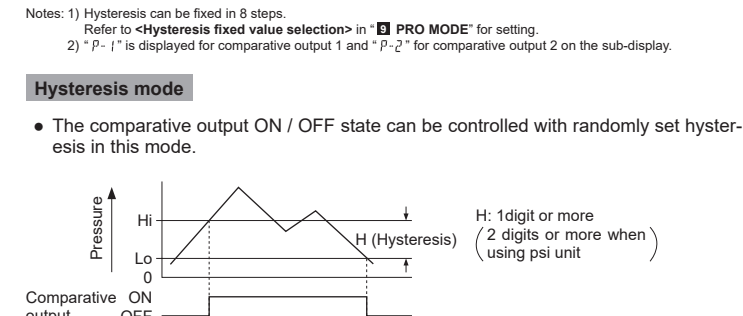 Notes: 1) Hysteresis can be fixed in 8 steps.
Refer to <Hysteresis fixed value selection> in “ 9 PRO MODE” for setting.
2) “ P-1 ” is displayed for comparative output 1 and “ P-2 ” for comparative output 2 on the sub-display.
Hysteresis mode
● The comparative output ON / OFF state can be controlled with randomly set hyster-
esis in this mode.
Pressure
Hi
H (Hysteresis)
Lo
0
H: 1digit or more
(2 digits or more when
using psi unit)
Comparative ON
output OFF